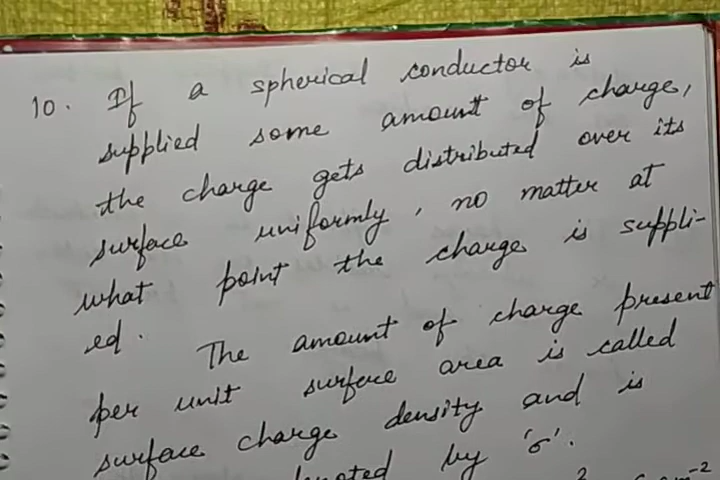 10. If a spherical conductor is
supplied some amount of charge,
the charge gets distributed over its
surface uniformly, no matter at
what point the charge is suppli-
ed. The amount of charge present
per unit surface area is called
surface charge density and is
by 'σ'.